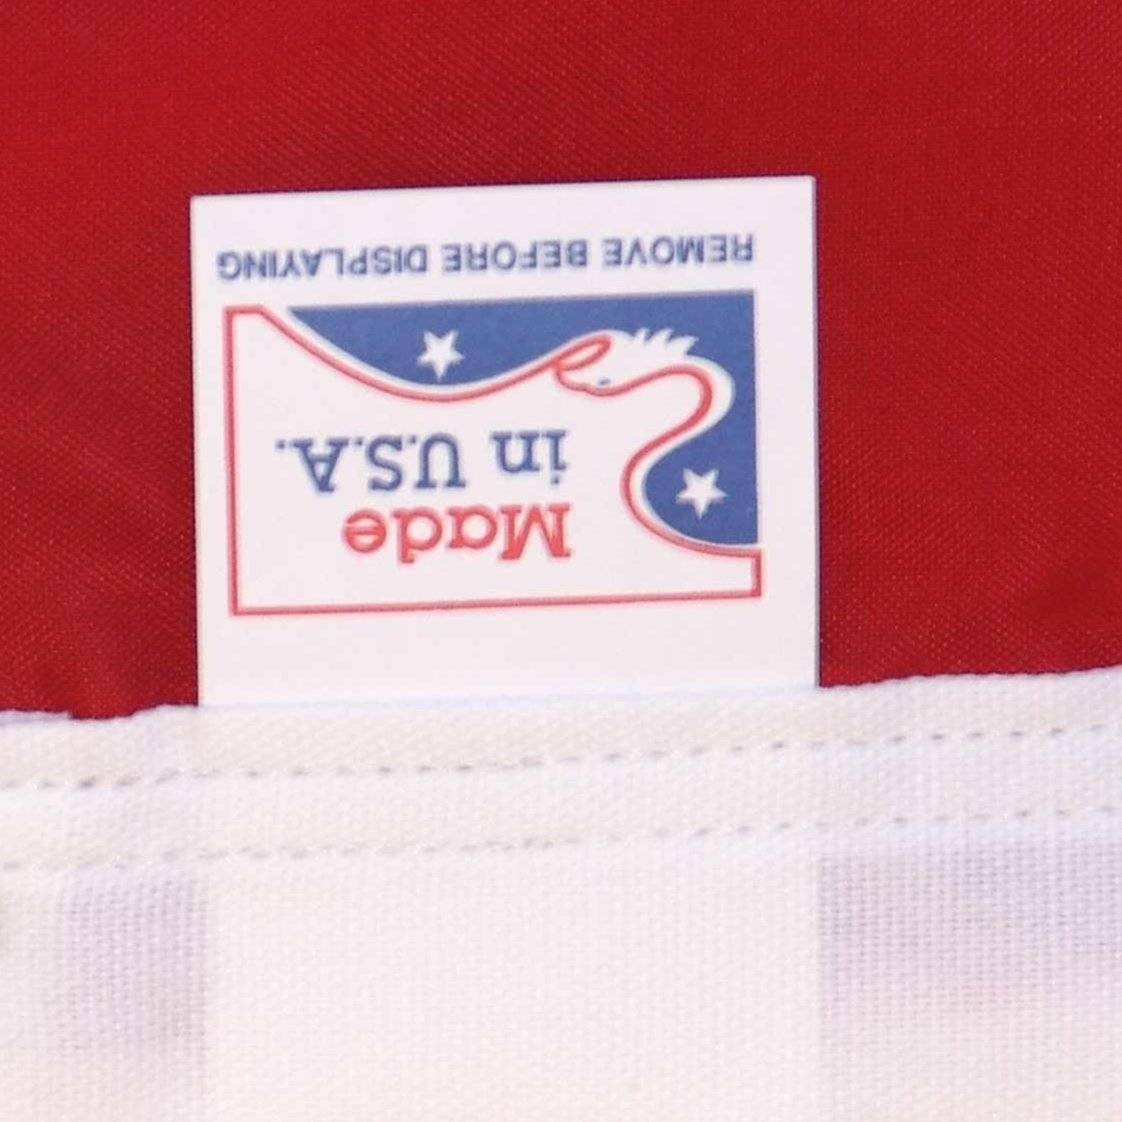 Made
in U.S.A.
REMOVE BEFORE DISPLAYING